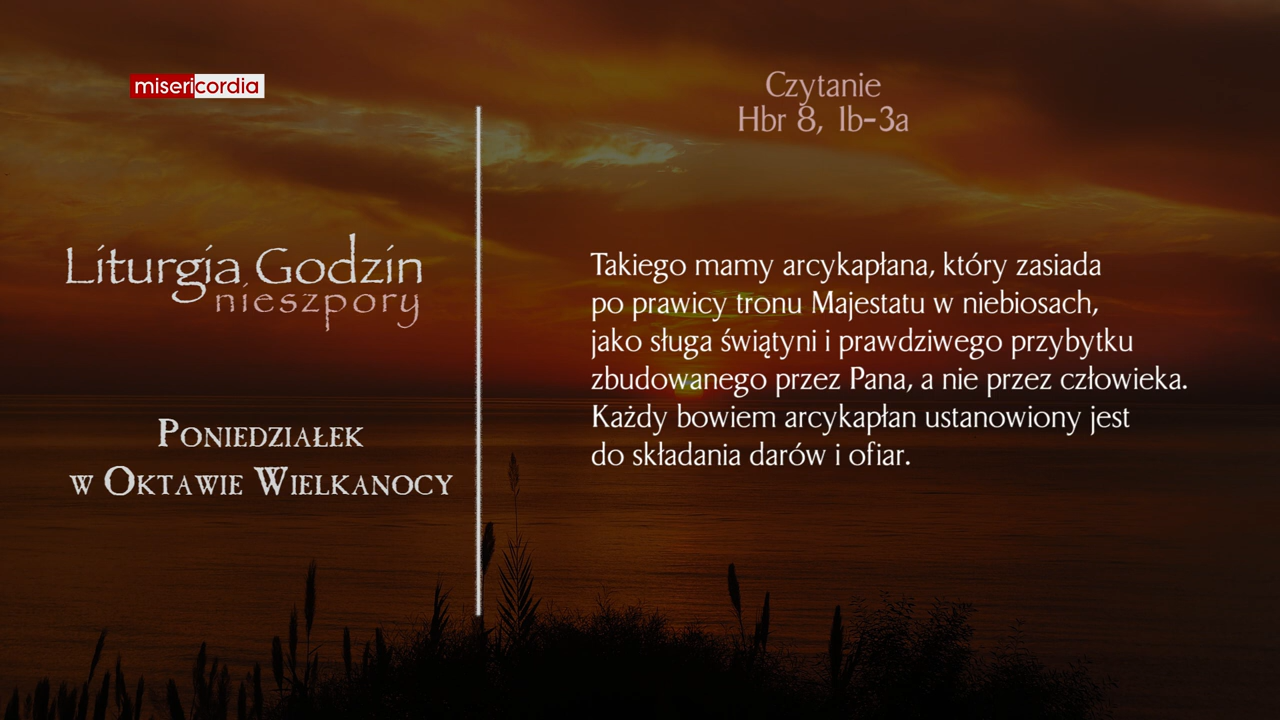 misericordia
Liturgia Godzin
nieszpory
Poniedziałek
w Oktawie Wielkanocy
Czytanie
Hbr 8, 1b-3a
Takiego mamy arcykapłana, który zasiada
po prawicy tronu Majestatu w niebiosach,
jako sługa świątyni i prawdziwego przybytku
zbudowanego przez Pana, a nie przez człowieka.
Każdy bowiem arcykapłan ustanowiony jest
do składania darów i ofiar.